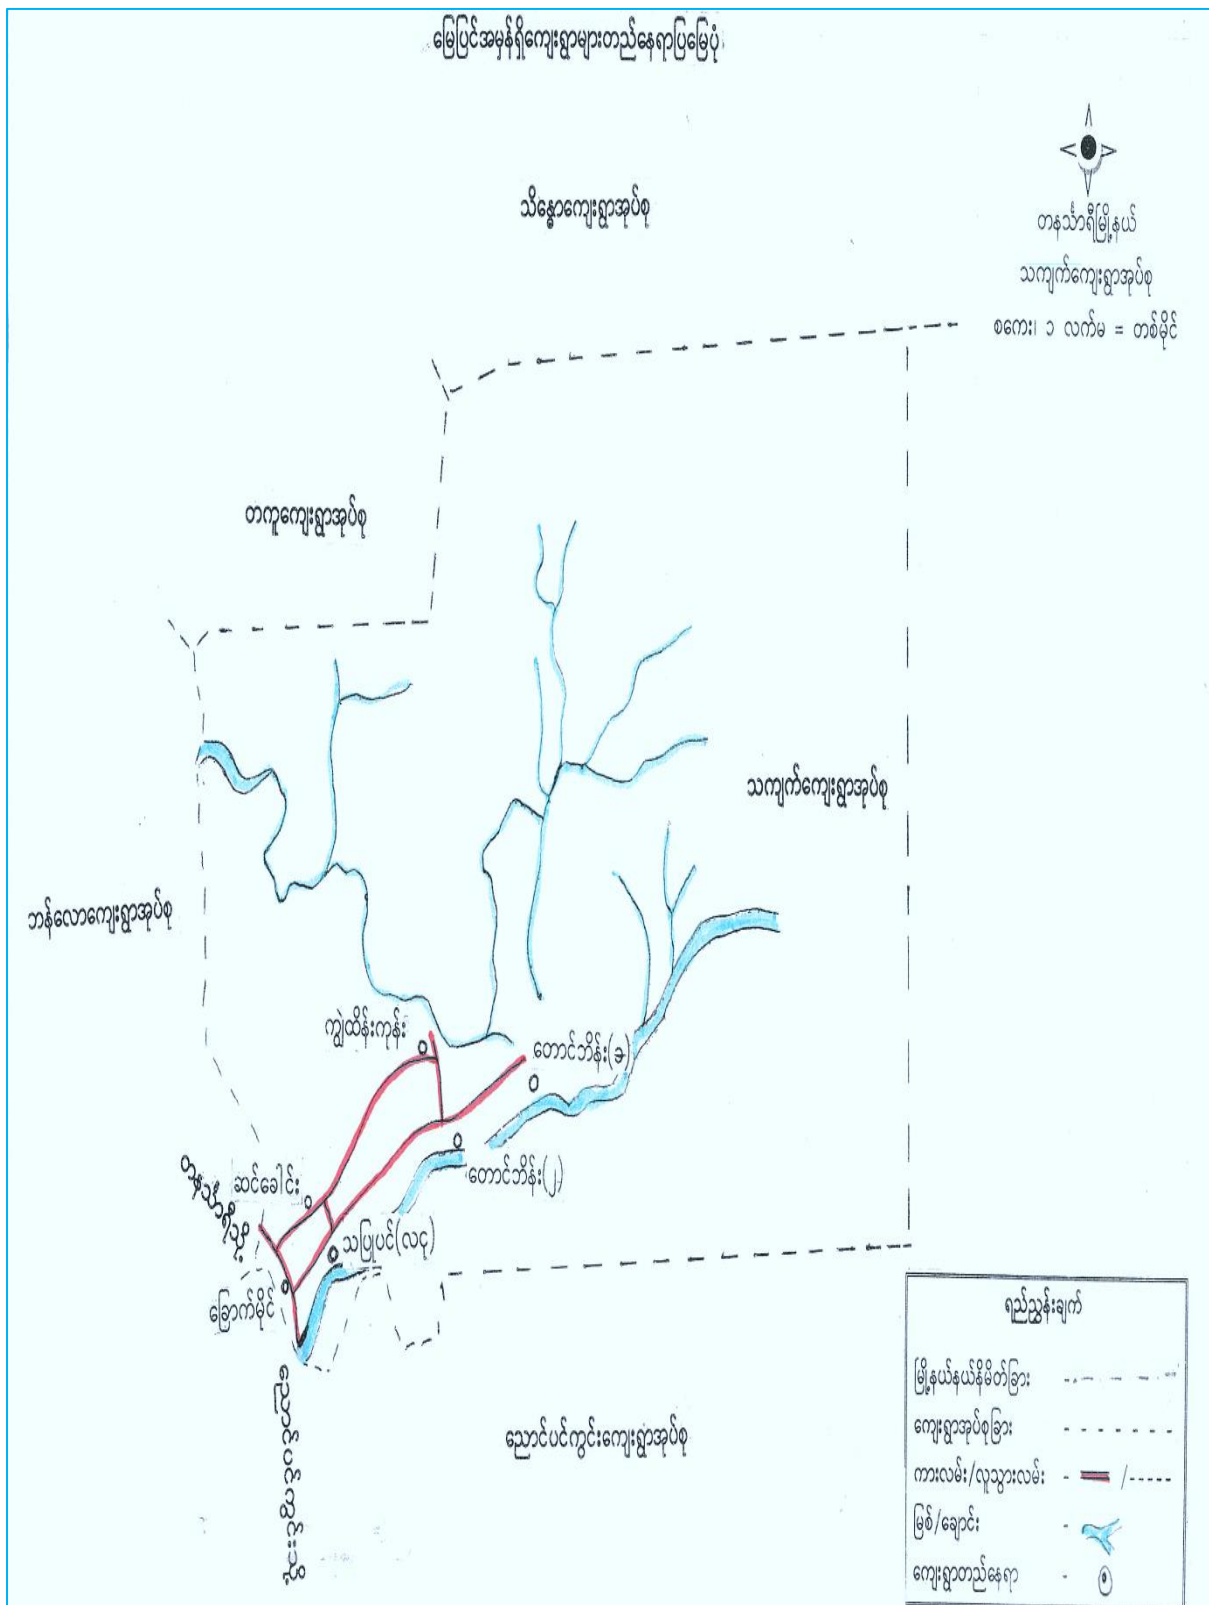 မြေပြင်အမှန်ရှိကျေးရွာများတည်နေရာပြမြေပုံ
သိန္ဓောကျေးရွာအုပ်စု
တနင်္သာရီမြို့နယ်
သကျက်ကျေးရွာအုပ်စု
စကေး၊ ၁ လက်မ = တစ်မိုင်
တကူကျေးရွာအုပ်စု
သကျက်ကျေးရွာအုပ်စု
ဘန်လောကျေးရွာအုပ်စု
ကျွဲထိန်းကုန်း
တောင်ဘိန်း(ခ)
တောင်ဘိန်း(၂)
ဆင်ခေါင်း
သပြုပင်(လငု)
ခြောက်မိုင်
ညောင်ပင်ကွင်းကျေးရွာအုပ်စု
ရည်ညွှန်းချက်
မြို့နယ်နယ်နိမိတ်ခြား
ကျေးရွာအုပ်စုခြား
ကားလမ်း/လူသွားလမ်း
မြစ်/ချောင်း
ကျေးရွာတည်နေရာ